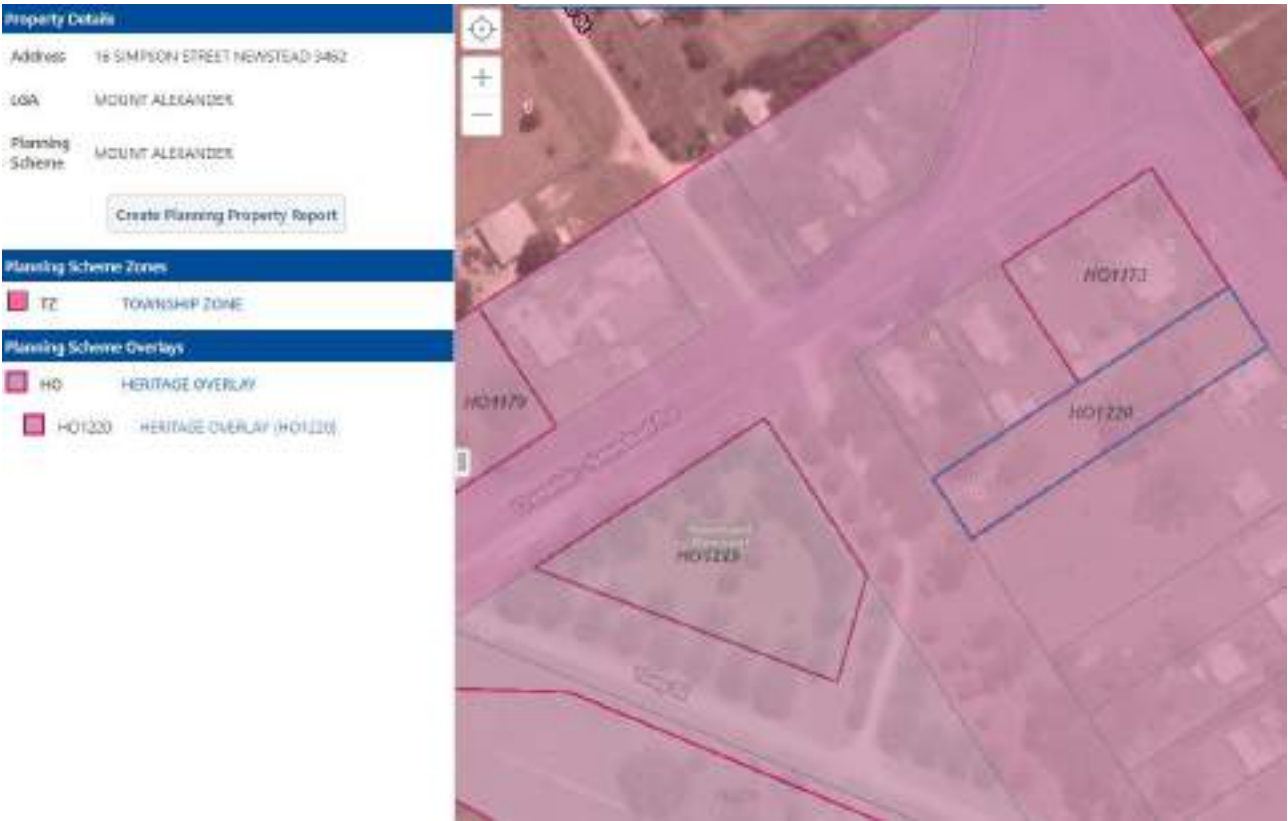 Property Details
Address 16 SIMPSON STREET NEWSTEAD 3462
LGA MOUNT ALEXANDER
Planning Scheme MOUNT ALEXANDER
Create Planning Property Report
Planning Scheme Zones
TZ TOWNSHIP ZONE
Planning Scheme Overlays
HO HERITAGE OVERLAY
HO1220 HERITAGE OVERLAY (HO1220)
HO1179
HO1220